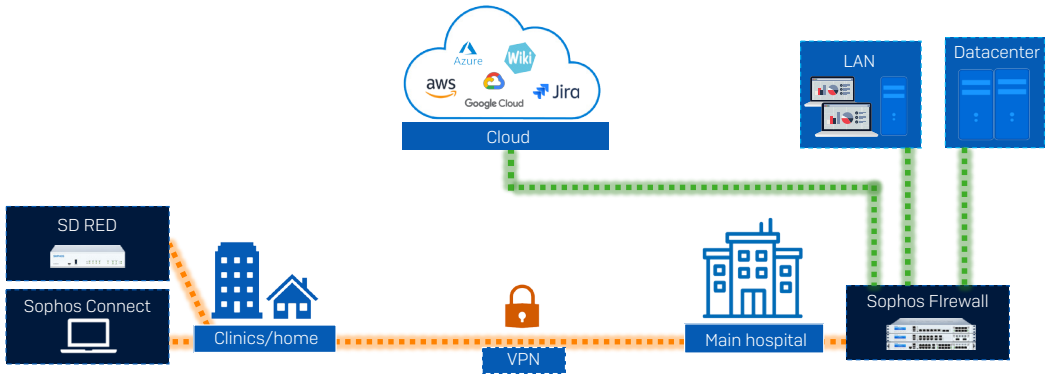 Azure
Wiki
aws
Google Cloud
Jira
Cloud
LAN
Datacenter
SD RED
Sophos Connect
Clinics/home
VPN
Main hospital
Sophos FIrewall